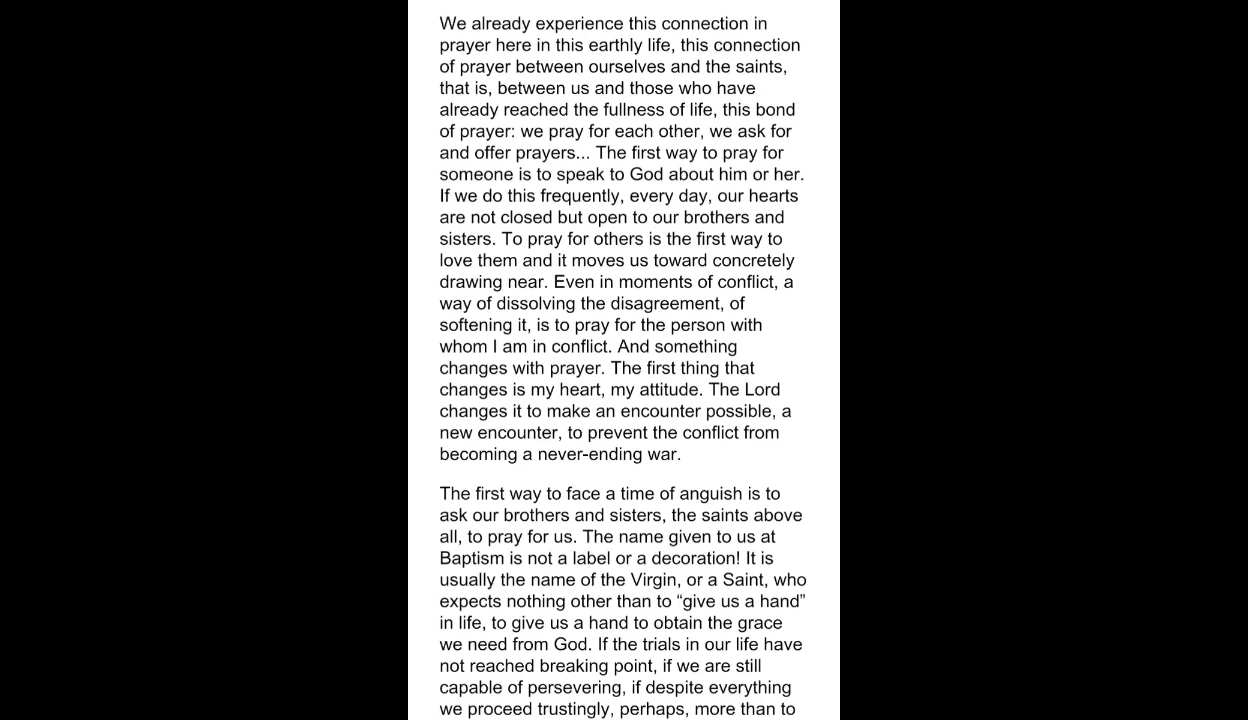 We already experience this connection in
prayer here in this earthly life, this connection
of prayer between ourselves and the saints,
that is, between us and those who have
already reached the fullness of life, this bond
of prayer: we pray for each other, we ask for
and offer prayers... The first way to pray for
someone is to speak to God about him or her.
If we do this frequently, every day, our hearts
are not closed but open to our brothers and
sisters. To pray for others is the first way to
love them and it moves us toward concretely
drawing near. Even in moments of conflict, a
way of dissolving the disagreement, of
softening it, is to pray for the person with
whom I am in conflict. And something
changes with prayer. The first thing that
changes is my heart, my attitude. The Lord
changes it to make an encounter possible, a
new encounter, to prevent the conflict from
becoming a never-ending war.
The first way to face a time of anguish is to
ask our brothers and sisters, the saints above
all, to pray for us. The name given to us at
Baptism is not a label or a decoration! It is
usually the name of the Virgin, or a Saint, who
expects nothing other than to “give us a hand”
in life, to give us a hand to obtain the grace
we need from God. If the trials in our life have
not reached breaking point, if we are still
capable of persevering, if despite everything
we proceed trustingly, perhaps, more than to